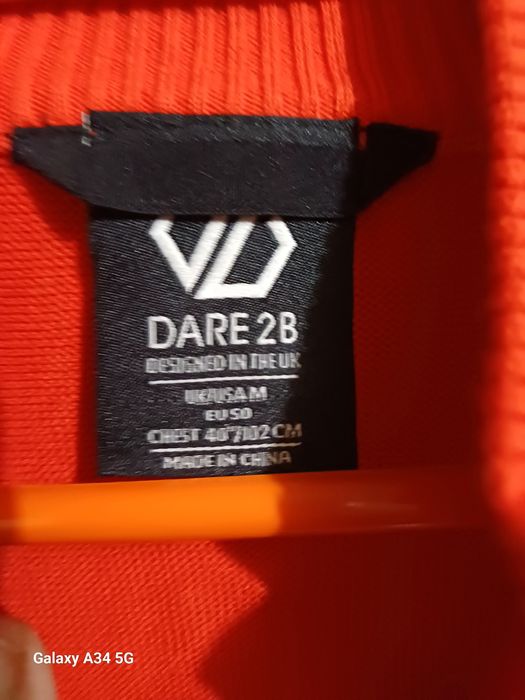 DARE 2B
DESIGNED IN THE UK
UK/USA M
EU 50
CHEST 40"/102 CM
MADE IN CHINA
Galaxy A34 5G